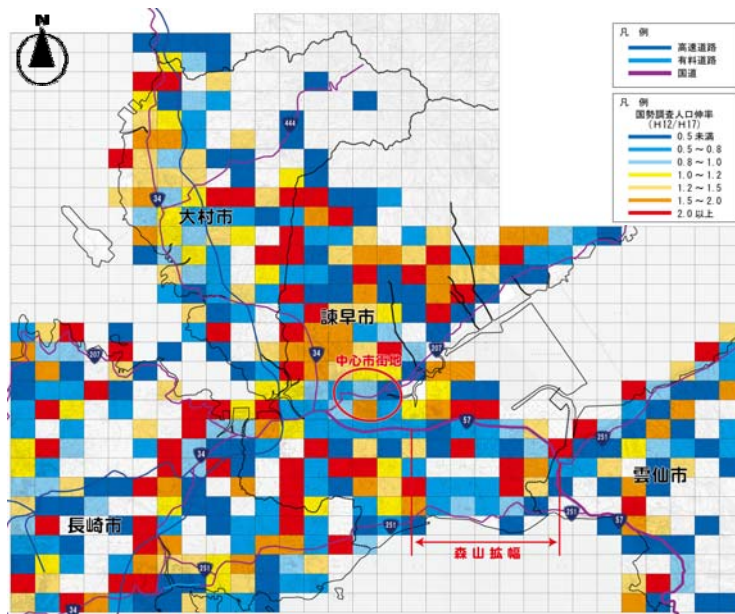 N
凡 例
高速道路
有料道路
国道
凡 例
国勢調査人口伸率
(H12/H17)
0.5未満
0.5～0.8
0.8～1.0
1.0～1.2
1.2～1.5
1.5～2.0
2.0以上
444
34
大村市
諫早市
207
34
207
中心市街地
57
251
34
雲仙市
251
57
長崎市
251
森山拡幅
251
34